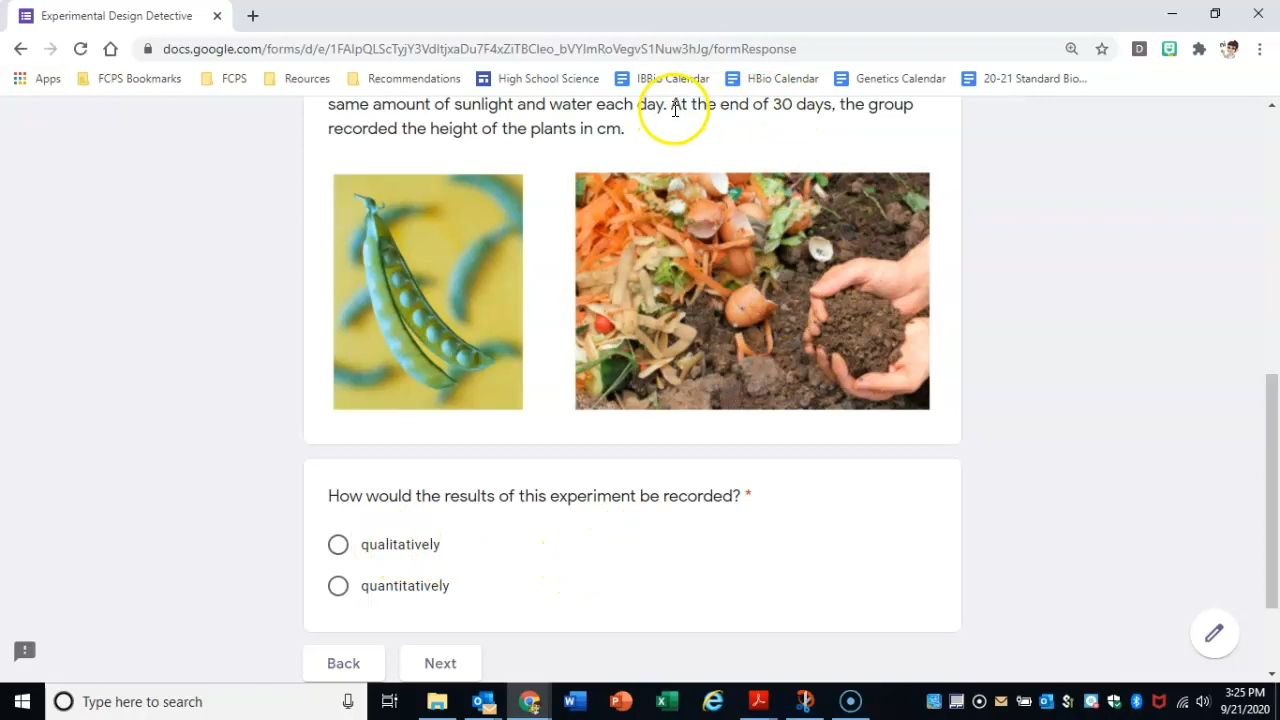 Experimental Design Detective
docs.google.com/forms/d/e/1FAIpQLScTyjY3VdItjxaDu7F4xZiTBCleo_bVYlmRoVegvS1Nuw3hJg/formResponse
Apps
FCPS Bookmarks
FCPS
Reources
Recommendations
High School Science
IBBio Calendar
HBio Calendar
Genetics Calendar
20-21 Standard Bio...
same amount of sunlight and water each day. At the end of 30 days, the group
recorded the height of the plants in cm.
How would the results of this experiment be recorded? *
qualitatively
quantitatively
Back
Next
Type here to search
3:25 PM
9/21/2020